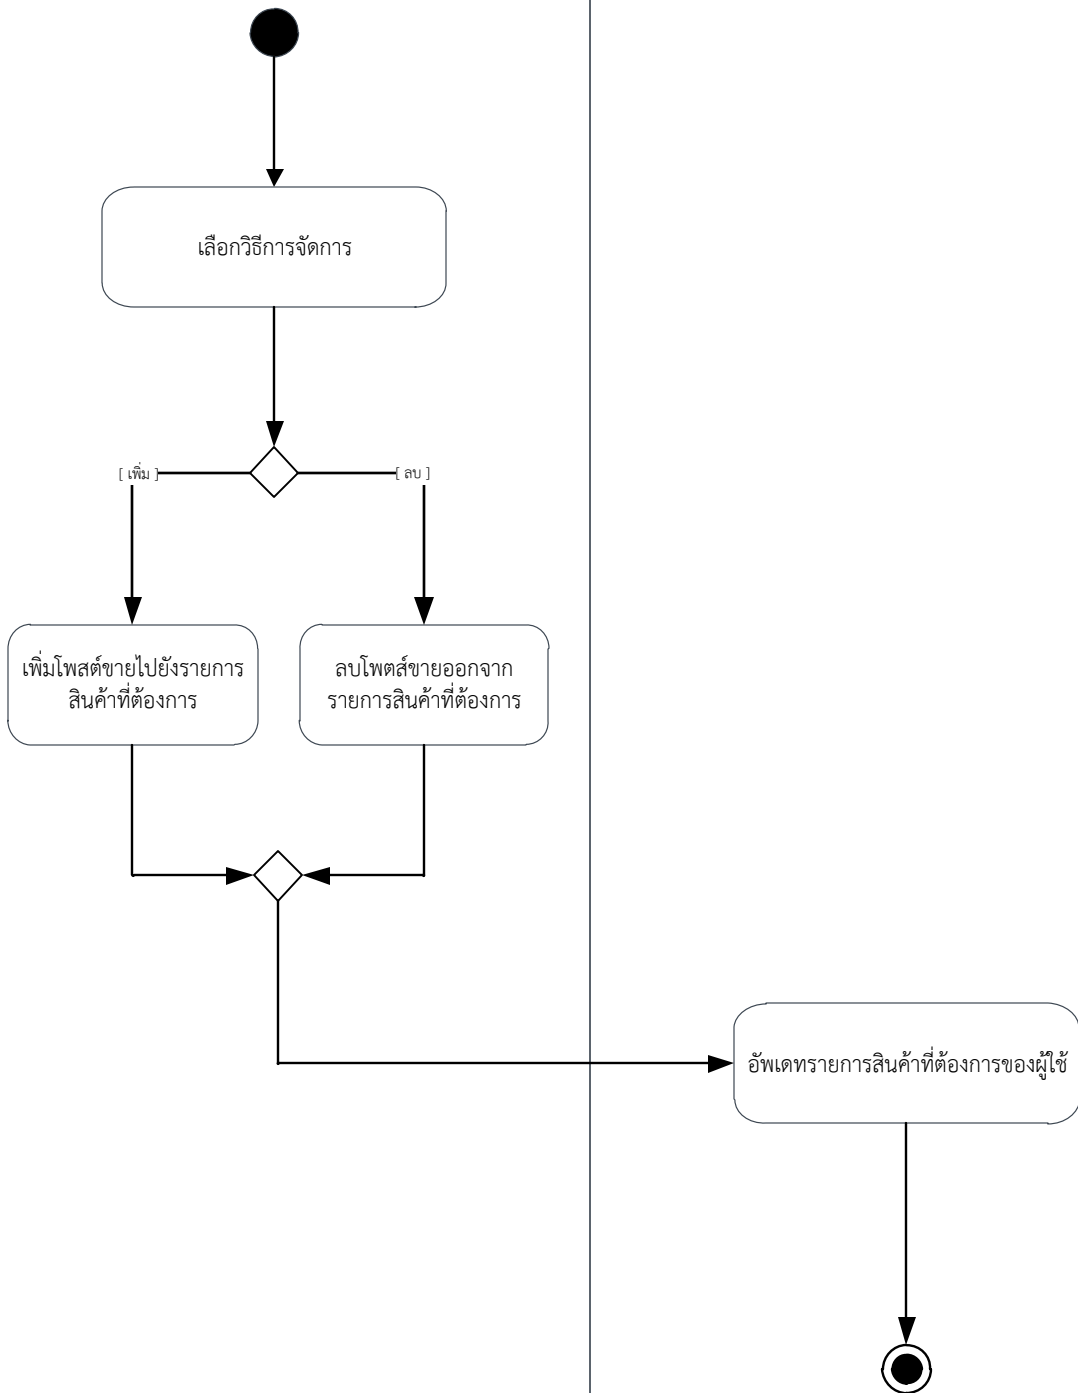 เลือกวิธีการจัดการ
[ เพิ่ม ]
[ ลบ ]
เพิ่มโพสต์ขายไปยังรายการ
สินค้าที่ต้องการ
ลบโพตส์ขายออกจาก
รายการสินค้าที่ต้องการ
อัพเดทรายการสินค้าที่ต้องการของผู้ใช้